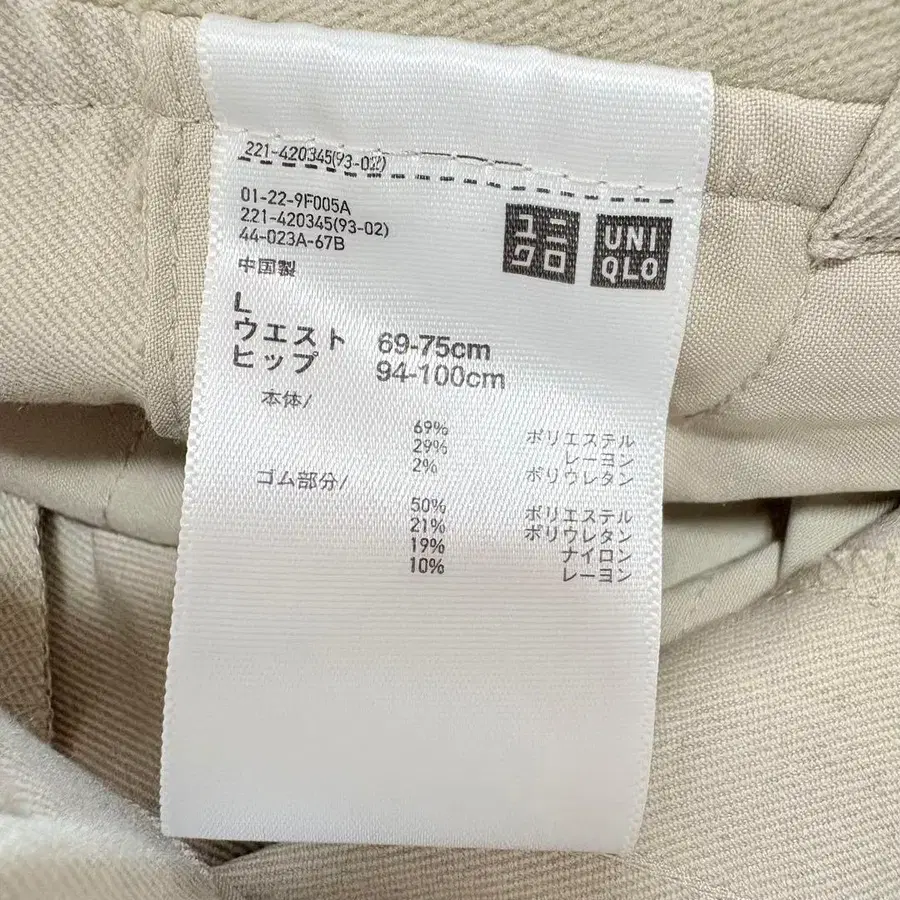 221-420345(93-02)
01-22-9F005A
221-420345(93-02)
44-023A-67B
中国製
ユニ
クロ
UNI
QLO
L
ウエスト 69-75cm
ヒップ 94-100cm
本体/
69% ポリエステル
29% レーヨン
2% ポリウレタン
ゴム部分/
50% ポリエステル
21% ポリウレタン
19% ナイロン
10% レーヨン